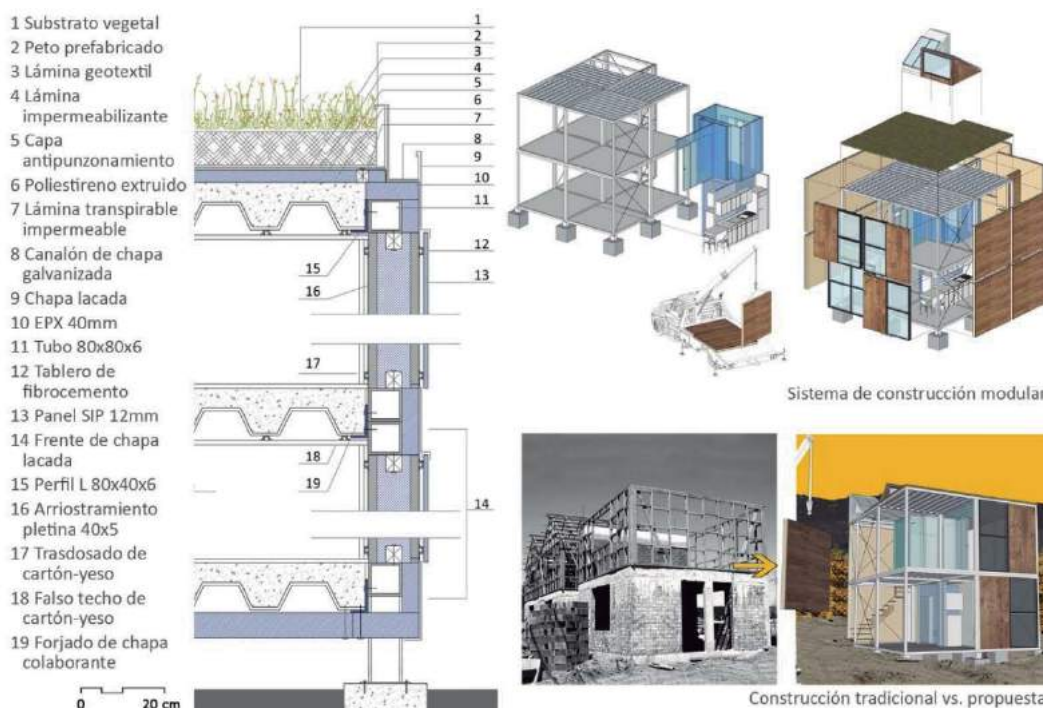 1 Substrato vegetal
2 Peto prefabricado
3 Lámina geotextil
4 Lámina
impermeabilizante
5 Capa
antipunzonamiento
6 Poliestireno extruido
7 Lámina transpirable
impermeable
8 Canalón de chapa
galvanizada
9 Chapa lacada
10 EPX 40mm
11 Tubo 80x80x6
12 Tablero de
fibrocemento
13 Panel SIP 12mm
14 Frente de chapa
lacada
15 Perfil L 80x40x6
16 Arriostramiento
pletina 40x5
17 Trasdosado de
cartón-yeso
18 Falso techo de
cartón-yeso
19 Forjado de chapa
colaborante
0 20 cm
1
2
3
4
5
6
7
8
9
10
11
12
13
15
16
17
18
19
14
Sistema de construcción modular
Construcción tradicional vs. propuesta